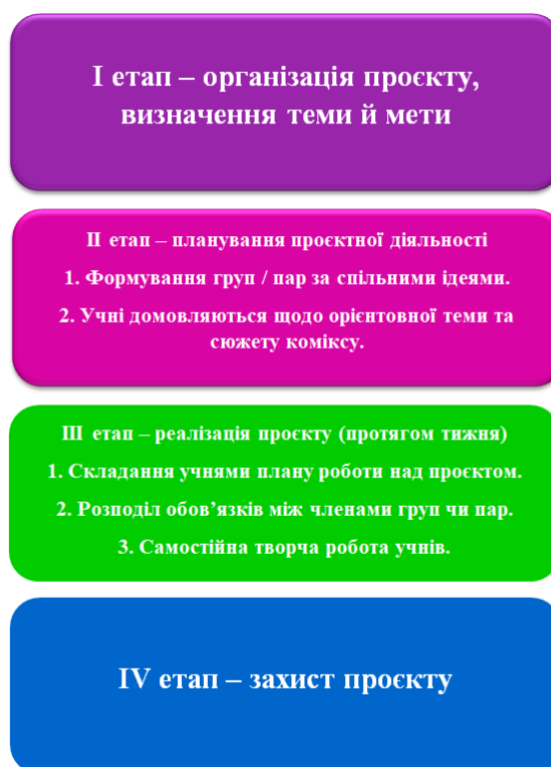 І етап – організація проєкту,
визначення теми й мети
ІІ етап – планування проєктної діяльності
1. Формування груп / пар за спільними ідеями.
2. Учні домовляються щодо орієнтовної теми та
сюжету коміксу.
ІІІ етап – реалізація проєкту (протягом тижня)
1. Складання учнями плану роботи над проєктом.
2. Розподіл обов’язків між членами груп чи пар.
3. Самостійна творча робота учнів.
IV етап – захист проєкту